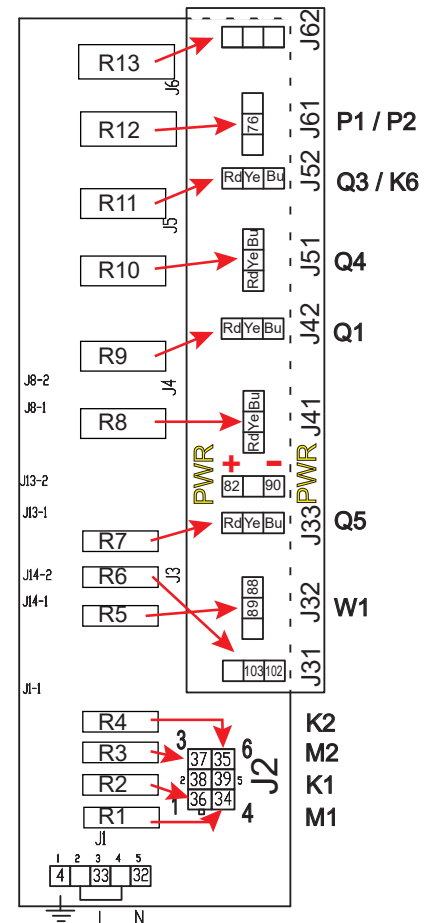 R13
J62
J6
R12
76
J61
P1 / P2
Rd Ye Bu
J52
Q3 / K6
R11
J5
R10
Rd Ye Bu
J51
Q4
Rd Ye Bu
J42
Q1
R9
J8-2
J4
J8-1
R8
Rd Ye Bu
J41
PWR
+
−
PWR
J13-2
82
90
J13-1
Rd Ye Bu
J33
Q5
R7
J14-2
R6
J3
J14-1
R5
89 88
J32
W1
103 102
J31
J1-1
R4
K2
R3
3
6
M2
37 35
J2
R2
2
38 39
5
K1
R1
1
36 34
4
M1
J1
1 2 3 4 5
4
33
32
L N